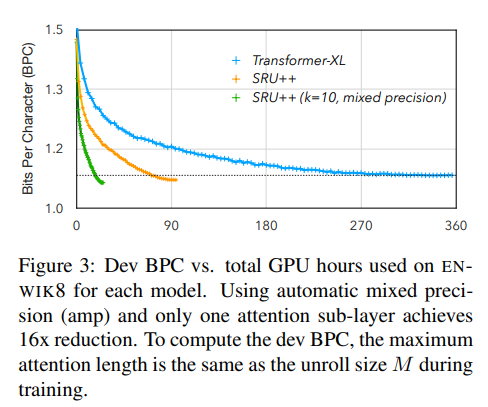 1.5
1.3
1.2
1.0
Bits Per Character (BPC)
Transformer-XL
SRU++
SRU++ (k=10, mixed precision)
0 90 180 270 360
Figure 3: Dev BPC vs. total GPU hours used on EN-
WIK8 for each model. Using automatic mixed preci-
sion (amp) and only one attention sub-layer achieves
16x reduction. To compute the dev BPC, the maximum
attention length is the same as the unroll size M during
training.